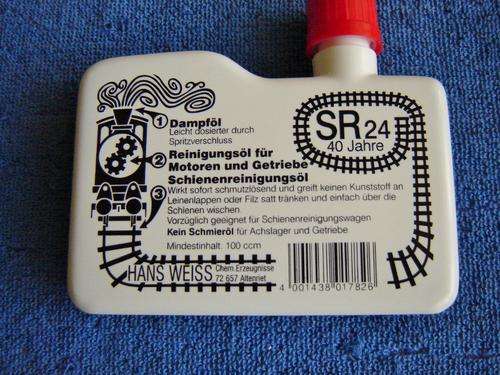 1 Dampföl
Leicht dosierter durch
Spritzverschluss
SR 24
40 Jahre
2 Reinigungsöl für
Motoren und Getriebe
3 Schienenreinigungsöl
Wirkt sofort schmutzlösend und greift keinen Kunststoff an
Leinenlappen oder Filz satt tränken und einfach über die
Schienen wischen
Vorzüglich geeignet für Schienenreinigungswagen
Kein Schmieröl für Achslager und Getriebe
Mindestinhalt: 100 ccm
HANS WEISS Chem.Erzeugnisse
72 657 Altenriet
4 001438 017826